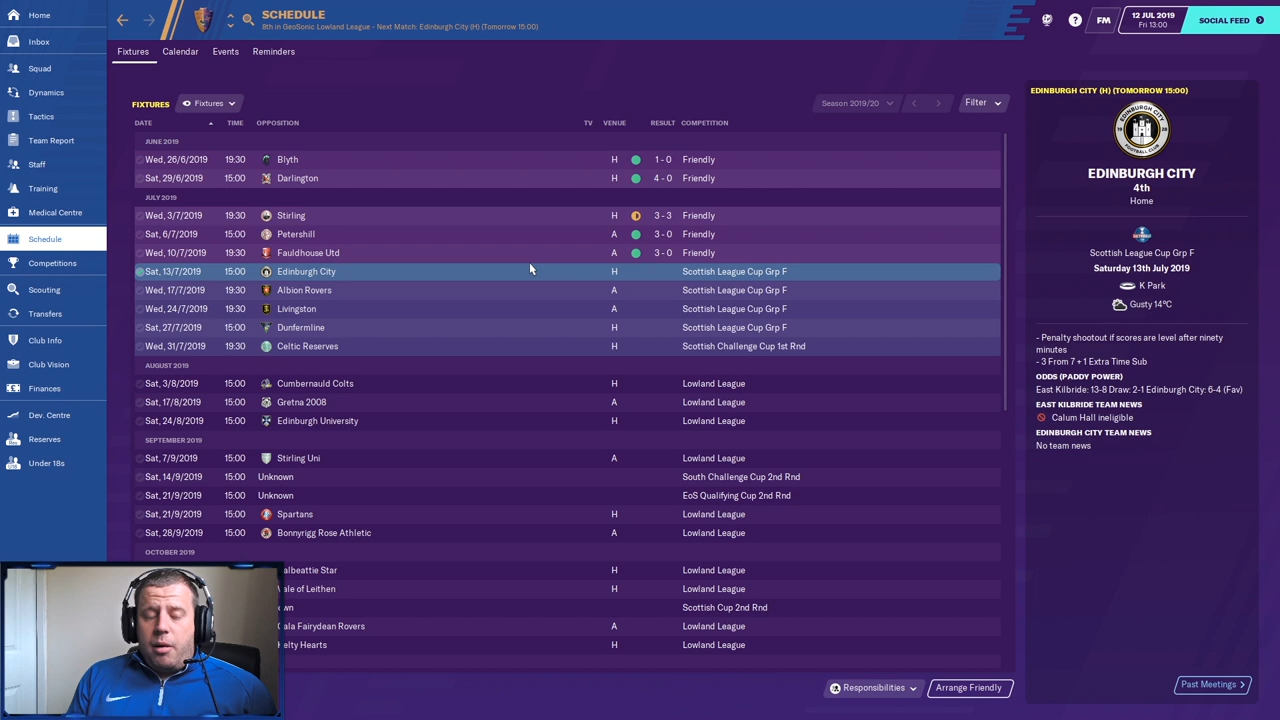 Home
Inbox
Squad
Dynamics
Tactics
Team Report
Staff
Training
Medical Centre
Schedule
Competitions
Scouting
Transfers
Club Info
Club Vision
Finances
Dev. Centre
Reserves
Under 18s
SCHEDULE
8th in GeoSonic Lowland League - Next Match: Edinburgh City (H) (Tomorrow 15:00)
? FM 12 JUL 2019 SOCIAL FEED
Fri 13:00
Fixtures Calendar Events Reminders
FIXTURES Fixtures Season 2019/20 Filter
DATE TIME OPPOSITION TV VENUE RESULT COMPETITION
JUNE 2019
Wed, 26/6/2019 19:30 Blyth H 1 - 0 Friendly
Sat, 29/6/2019 15:00 Darlington H 4 - 0 Friendly
JULY 2019
Wed, 3/7/2019 19:30 Stirling H 3 - 3 Friendly
Sat, 6/7/2019 15:00 Petershill A 3 - 0 Friendly
Wed, 10/7/2019 19:30 Fauldhouse Utd A 3 - 0 Friendly
Sat, 13/7/2019 15:00 Edinburgh City H Scottish League Cup Grp F
Wed, 17/7/2019 19:30 Albion Rovers A Scottish League Cup Grp F
Wed, 24/7/2019 19:30 Livingston A Scottish League Cup Grp F
Sat, 27/7/2019 15:00 Dunfermline H Scottish League Cup Grp F
Wed, 31/7/2019 19:30 Celtic Reserves H Scottish Challenge Cup 1st Rnd
AUGUST 2019
Sat, 3/8/2019 15:00 Cumbernauld Colts H Lowland League
Sat, 17/8/2019 15:00 Gretna 2008 A Lowland League
Sat, 24/8/2019 15:00 Edinburgh University H Lowland League
SEPTEMBER 2019
Sat, 7/9/2019 15:00 Stirling Uni A Lowland League
Sat, 14/9/2019 15:00 Unknown South Challenge Cup 2nd Rnd
Sat, 21/9/2019 15:00 Unknown EoS Qualifying Cup 2nd Rnd
Sat, 21/9/2019 15:00 Spartans H Lowland League
Sat, 28/9/2019 15:00 Bonnyrigg Rose Athletic A Lowland League
OCTOBER 2019
albeattie Star H Lowland League
ale of Leithen H Lowland League
own Scottish Cup 2nd Rnd
Gala Fairydean Rovers A Lowland League
Kelty Hearts H Lowland League
Responsibilities Arrange Friendly
EDINBURGH CITY (H) (TOMORROW 15:00)
EDINBURGH CITY
19 28
FOOTBALL CLUB
EDINBURGH CITY
4th
Home
Scottish League Cup Grp F
Saturday 13th July 2019
K Park
Gusty 14°C
- Penalty shootout if scores are level after ninety
minutes
- 3 From 7 + 1 Extra Time Sub
ODDS (PADDY POWER)
East Kilbride: 13-8 Draw: 2-1 Edinburgh City: 6-4 (Fav)
EAST KILBRIDE TEAM NEWS
Calum Hall ineligible
EDINBURGH CITY TEAM NEWS
No team news
Past Meetings